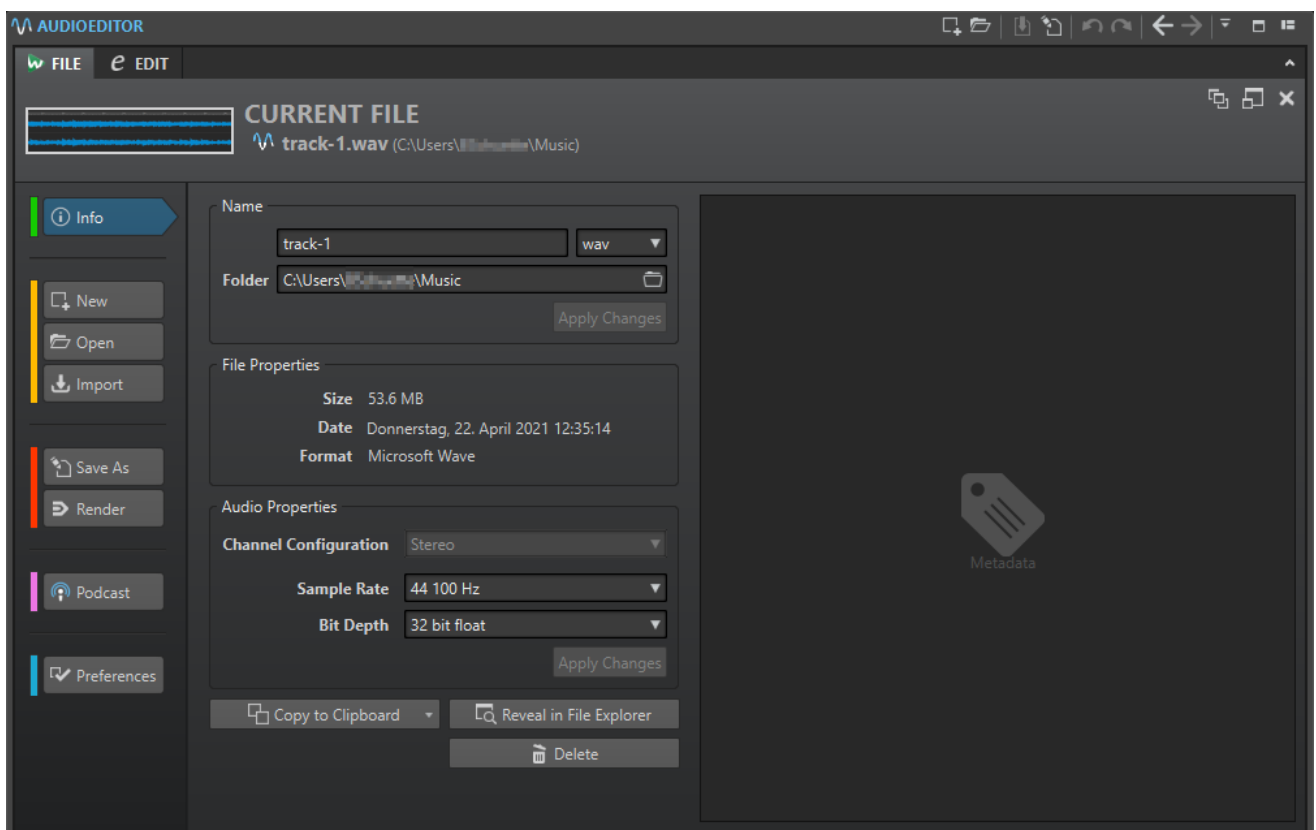 AUDIOEDITOR
FILE EDIT
CURRENT FILE
track-1.wav (C:\Users\ \Music)
Info
New
Open
Import
Save As
Render
Podcast
Preferences
Name
track-1 wav
Folder C:\Users\ \Music
Apply Changes
File Properties
Size 53.6 MB
Date Donnerstag, 22. April 2021 12:35:14
Format Microsoft Wave
Audio Properties
Channel Configuration Stereo
Sample Rate 44 100 Hz
Bit Depth 32 bit float
Apply Changes
Copy to Clipboard Reveal in File Explorer
Delete
Metadata